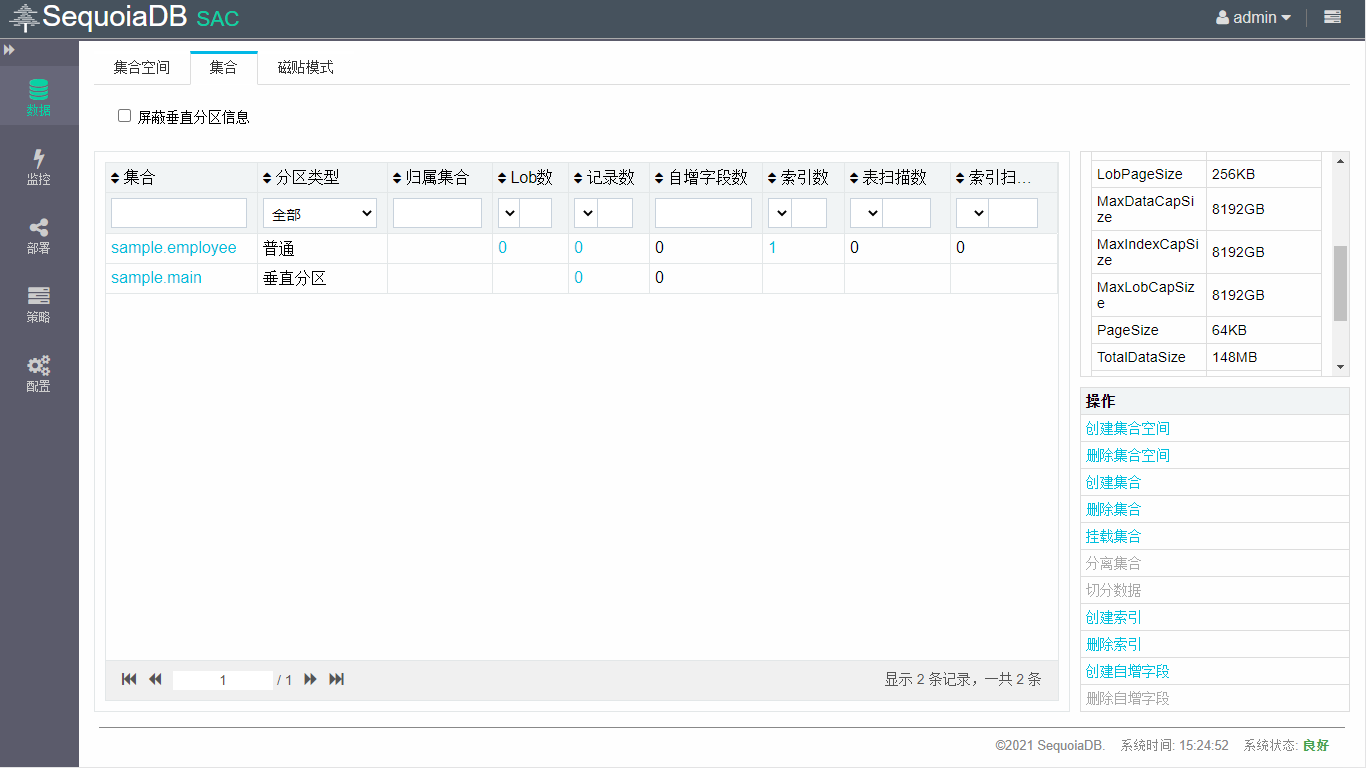 SequoiaDB SAC
admin
数据
监控
部署
策略
配置
集合空间 集合 磁贴模式
屏蔽垂直分区信息
集合 分区类型 归属集合 Lob数 记录数 自增字段数 索引数 表扫描数 索引扫...
全部
sample.employee 普通 0 0 0 1 0 0
sample.main 垂直分区 0 0
1 / 1
显示 2 条记录，一共 2 条
LobPageSize 256KB
MaxDataCapSi
ze 8192GB
MaxIndexCapSi
ze 8192GB
MaxLobCapSiz
e 8192GB
PageSize 64KB
TotalDataSize 148MB
操作
创建集合空间
删除集合空间
创建集合
删除集合
挂载集合
分离集合
切分数据
创建索引
删除索引
创建自增字段
删除自增字段
©2021 SequoiaDB. 系统时间: 15:24:52 系统状态: 良好